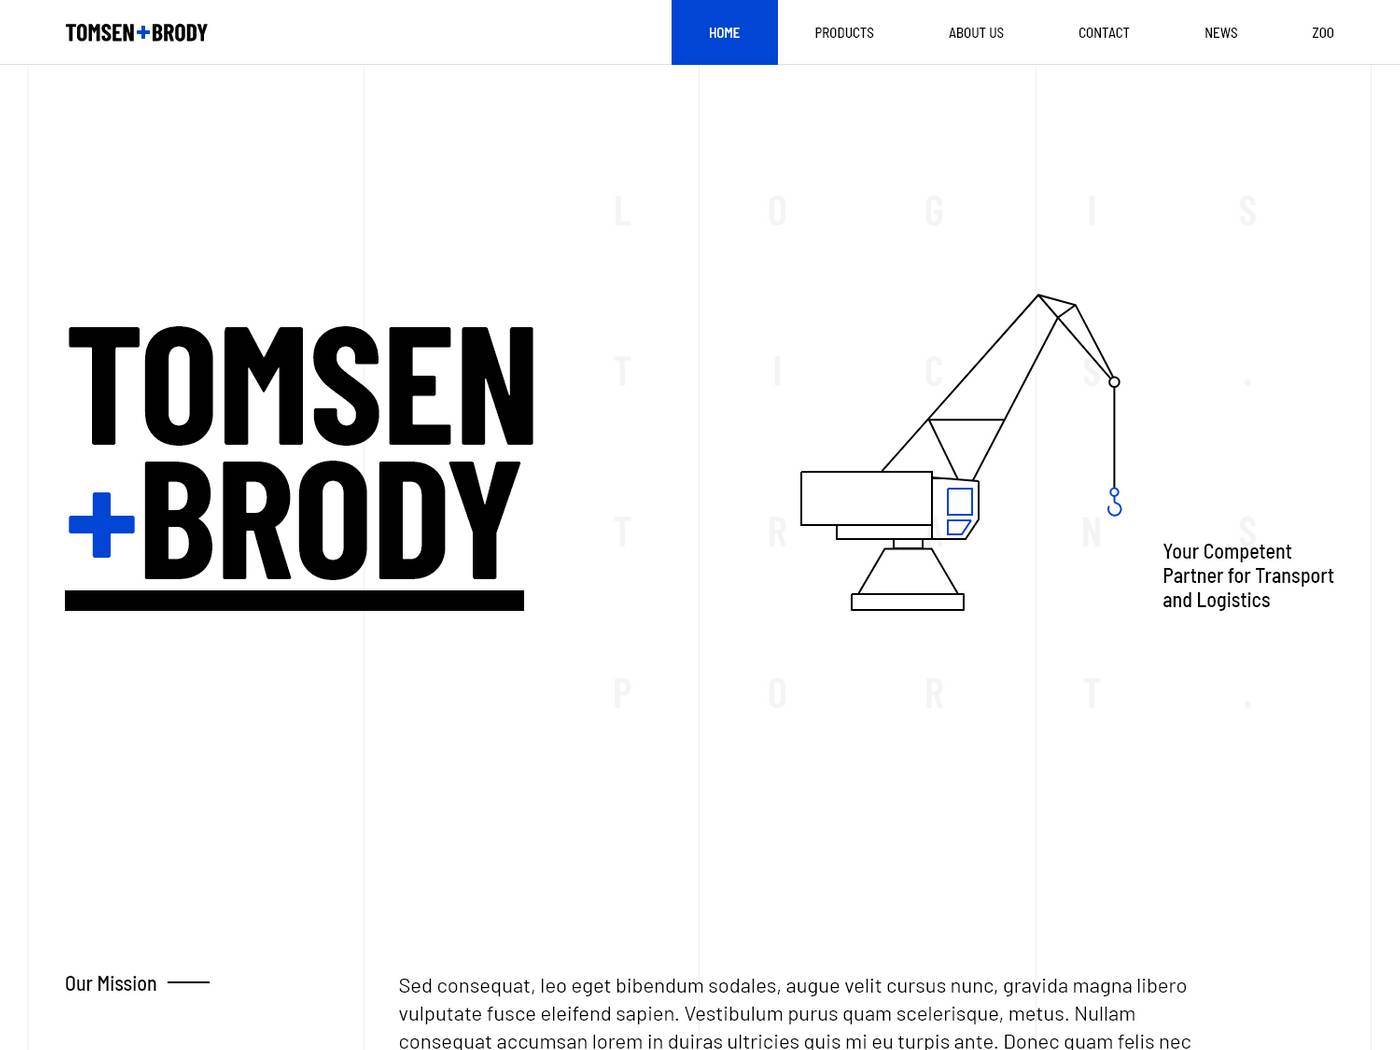 TOMSEN+BRODY
HOME PRODUCTS ABOUT US CONTACT NEWS ZOO
L O G I S
T I C S .
T R N S
P O R T .
TOMSEN
+BRODY
Your Competent
Partner for Transport
and Logistics
Our Mission
Sed consequat, leo eget bibendum sodales, augue velit cursus nunc, gravida magna libero
vulputate fusce eleifend sapien. Vestibulum purus quam scelerisque, metus. Nullam
consequat accumsan lorem in duiras ultricies quis mi eu turpis ante. Donec quam felis nec